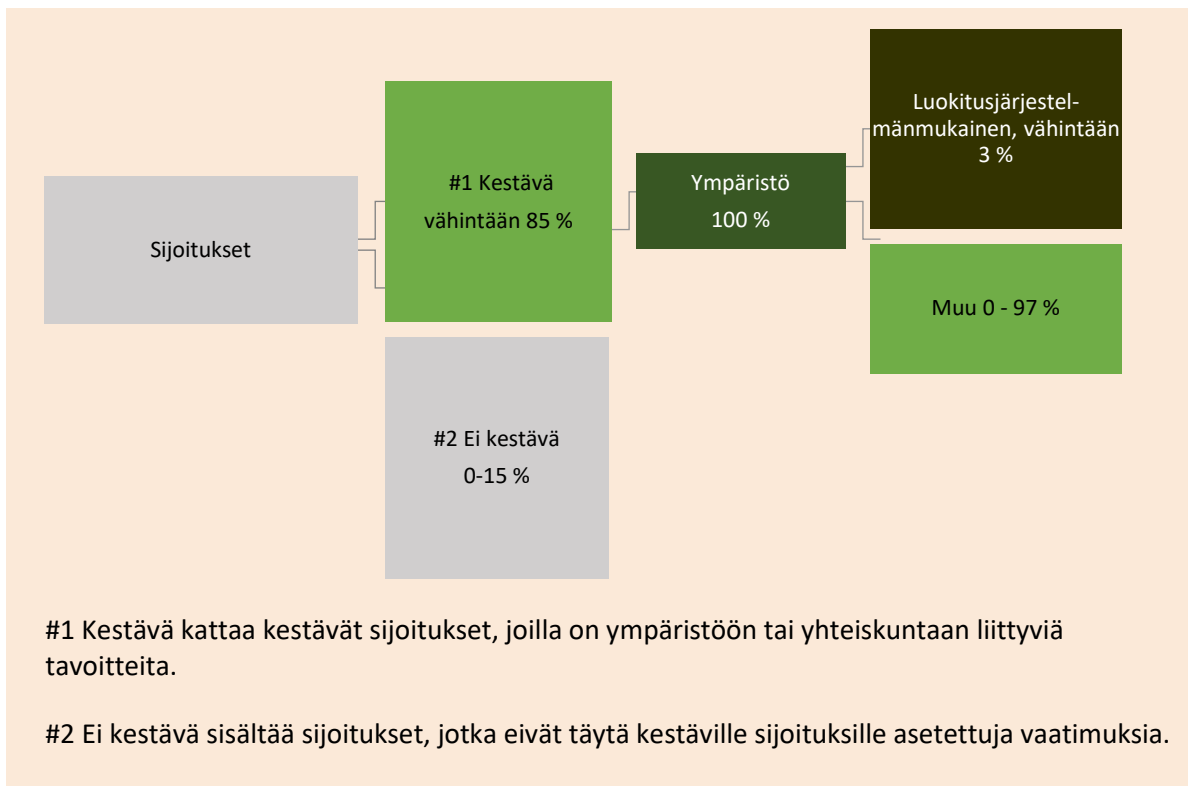 Sijoitukset
#1 Kestävä
vähintään 85 %
Ympäristö
100 %
Luokitusjärjestel-
mänmukainen, vähintään
3 %
Muu 0 - 97 %
#2 Ei kestävä
0-15 %
#1 Kestävä kattaa kestävät sijoitukset, joilla on ympäristöön tai yhteiskuntaan liittyviä
tavoitteita.
#2 Ei kestävä sisältää sijoitukset, jotka eivät täytä kestäville sijoituksille asetettuja vaatimuksia.